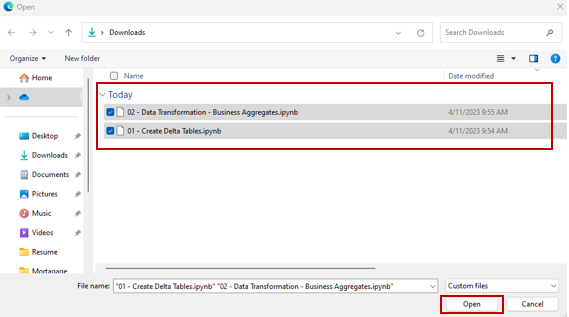 Open
Downloads
Search Downloads
Organize
New folder
Home
Name
Date modified
Today
02 - Data Transformation - Business Aggregates.ipynb 4/11/2023 9:55 AM
01 - Create Delta Tables.ipynb 4/11/2023 9:54 AM
Desktop
Downloads
Documents
Pictures
Music
Videos
Resume
Mortagage
File name: "01 - Create Delta Tables.ipynb" "02 - Data Transformation - Business Aggregates.ipynb"
Custom files
Open
Cancel